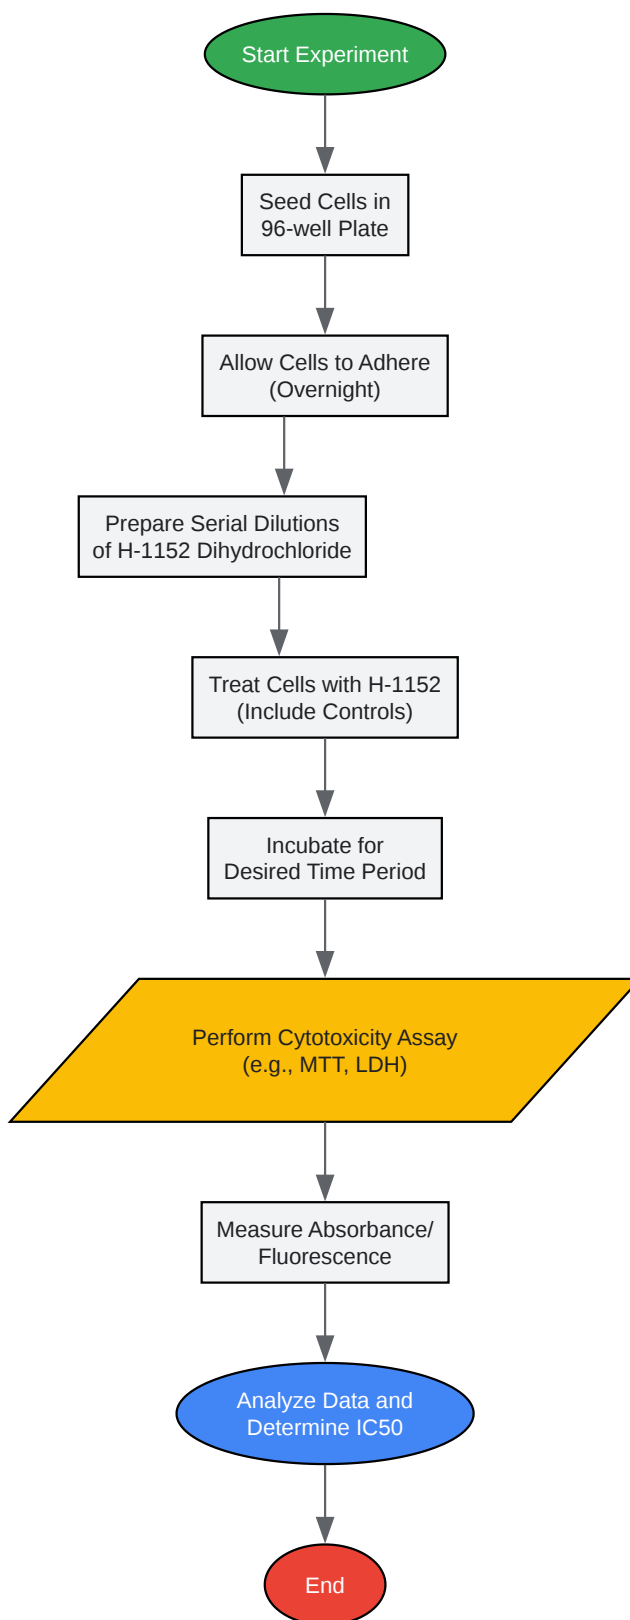 Start Experiment
Seed Cells in
96-well Plate
Allow Cells to Adhere
(Overnight)
Prepare Serial Dilutions
of H-1152 Dihydrochloride
Treat Cells with H-1152
(Include Controls)
Incubate for
Desired Time Period
Perform Cytotoxicity Assay
(e.g., MTT, LDH)
Measure Absorbance/
Fluorescence
Analyze Data and
Determine IC50
End